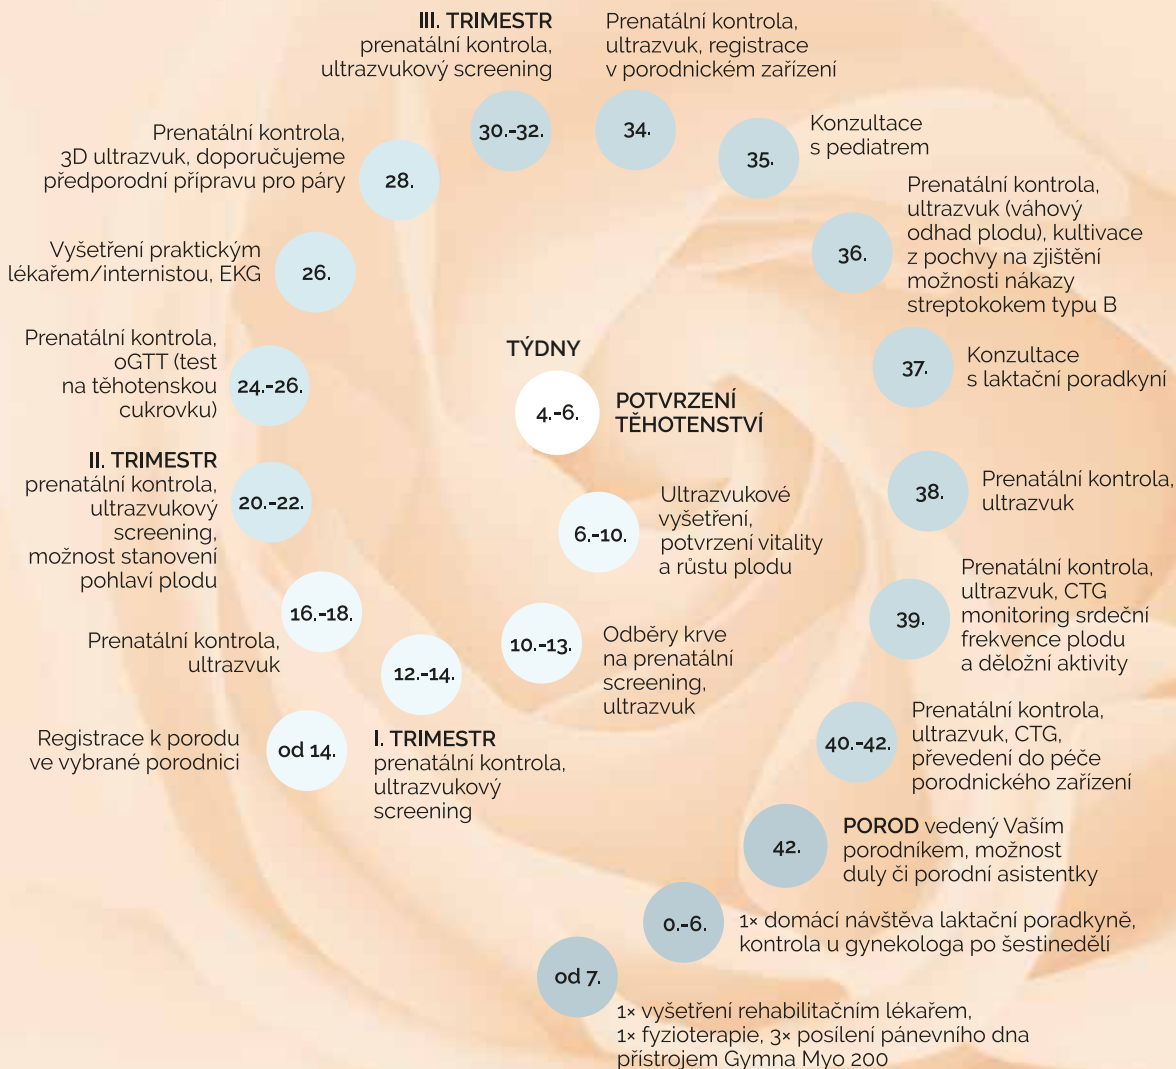 TÝDNY
4.-6.
POTVRZENÍ
TĚHOTENSTVÍ
6.-10.
Ultrazvukové
vyšetření,
potvrzení vitality
a růstu plodu
10.-13.
Odběry krve
na prenatální
screening,
ultrazvuk
12.-14.
I. TRIMESTR
prenatální kontrola,
ultrazvukový
screening
od 14.
Registrace k porodu
ve vybrané porodnici
16.-18.
Prenatální kontrola,
ultrazvuk
20.-22.
II. TRIMESTR
prenatální kontrola,
ultrazvukový
screening,
možnost stanovení
pohlaví plodu
24.-26.
Prenatální kontrola,
oGTT (test
na těhotenskou
cukrovku)
26.
Vyšetření praktickým
lékařem/internistou, EKG
28.
Prenatální kontrola,
3D ultrazvuk, doporučujeme
předporodní přípravu pro páry
30.-32.
III. TRIMESTR
prenatální kontrola,
ultrazvukový screening
34.
Prenatální kontrola,
ultrazvuk, registrace
v porodnickém zařízení
35.
Konzultace
s pediatrem
36.
Prenatální kontrola,
ultrazvuk (váhový
odhad plodu), kultivace
z pochvy na zjištění
možnosti nákazy
streptokokem typu B
37.
Konzultace
s laktační poradkyní
38.
Prenatální kontrola,
ultrazvuk
39.
Prenatální kontrola,
ultrazvuk, CTG
monitoring srdeční
frekvence plodu
a děložní aktivity
40.-42.
Prenatální kontrola,
ultrazvuk, CTG,
převedení do péče
porodnického zařízení
42.
POROD vedený Vaším
porodníkem, možnost
duly či porodní asistentky
0.-6.
1× domácí návštěva laktační poradkyně,
kontrola u gynekologa po šestinedělí
od 7.
1× vyšetření rehabilitačním lékařem,
1× fyzioterapie, 3× posílení pánevního dna
přístrojem Gymna Myo 200